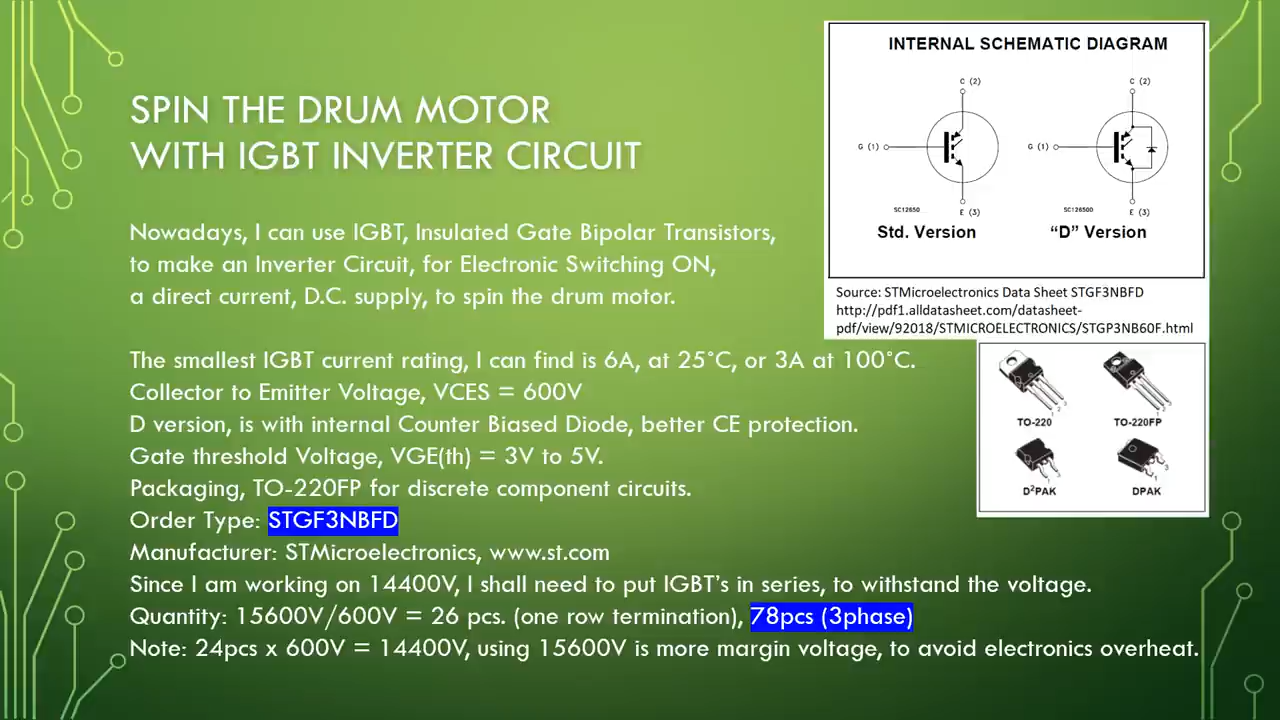 SPIN THE DRUM MOTOR
WITH IGBT INVERTER CIRCUIT
Nowadays, I can use IGBT, Insulated Gate Bipolar Transistors,
to make an Inverter Circuit, for Electronic Switching ON,
a direct current, D.C. supply, to spin the drum motor.
The smallest IGBT current rating, I can find is 6A, at 25°C, or 3A at 100°C.
Collector to Emitter Voltage, VCES = 600V
D version, is with internal Counter Biased Diode, better CE protection.
Gate threshold Voltage, VGE(th) = 3V to 5V.
Packaging, TO-220FP for discrete component circuits.
Order Type: STGF3NBFD
Manufacturer: STMicroelectronics, www.st.com
Since I am working on 14400V, I shall need to put IGBT's in series, to withstand the voltage.
Quantity: 15600V/600V = 26 pcs. (one row termination), 78pcs (3phase)
Note: 24pcs x 600V = 14400V, using 15600V is more margin voltage, to avoid electronics overheat.
INTERNAL SCHEMATIC DIAGRAM
C (2) C (2)
G (1) G (1)
SC12650 E (3) SC126500 E (3)
Std. Version "D" Version
Source: STMicroelectronics Data Sheet STGF3NBFD
http://pdf1.alldatasheet.com/datasheet-
pdf/view/92018/STMICROELECTRONICS/STGP3NB60F.html
TO-220 TO-220FP
D²PAK DPAK